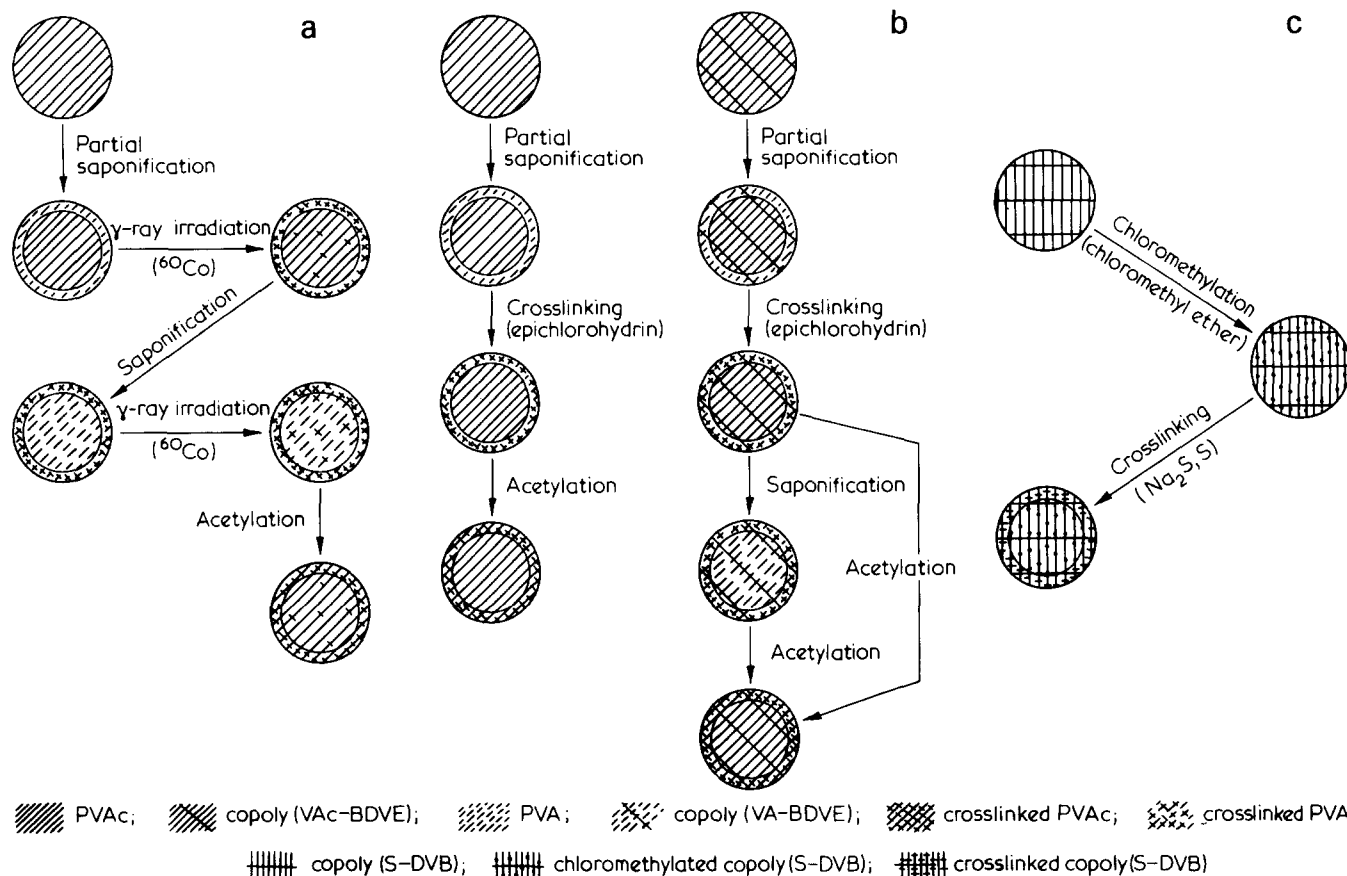 a
b
c
Partial
saponification
γ-ray irradiation
(⁶⁰Co)
Saponification
γ-ray irradiation
(⁶⁰Co)
Acetylation
Partial
saponification
Crosslinking
(epichlorohydrin)
Acetylation
Partial
saponification
Crosslinking
(epichlorohydrin)
Saponification
Acetylation
Acetylation
Chloromethylation
(chloromethyl ether)
Crosslinking
(Na₂S,S)
PVAc; copoly (VAc-BDVE); PVA; copoly (VA-BDVE); crosslinked PVAc; crosslinked PVA
copoly (S-DVB); chloromethylated copoly (S-DVB); crosslinked copoly(S-DVB)